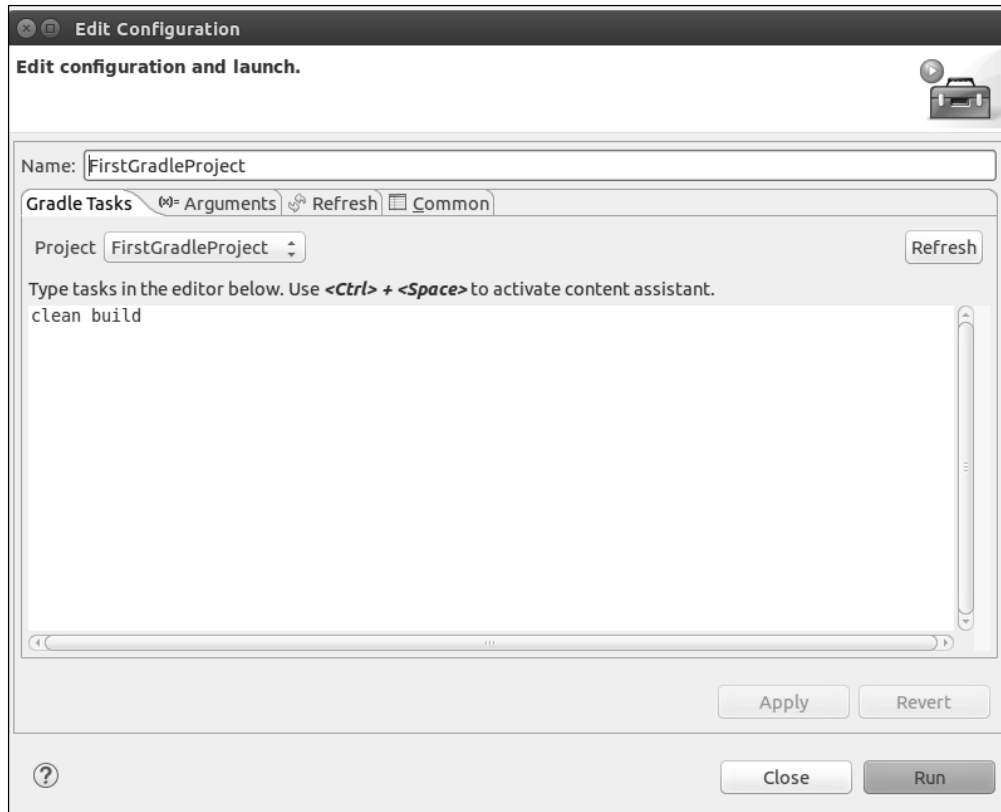 Edit Configuration
Edit configuration and launch.
Name: FirstGradleProject
Gradle Tasks (x)= Arguments Refresh Common
Project FirstGradleProject Refresh
Type tasks in the editor below. Use <Ctrl> + <Space> to activate content assistant.
clean build
Apply Revert
? Close Run